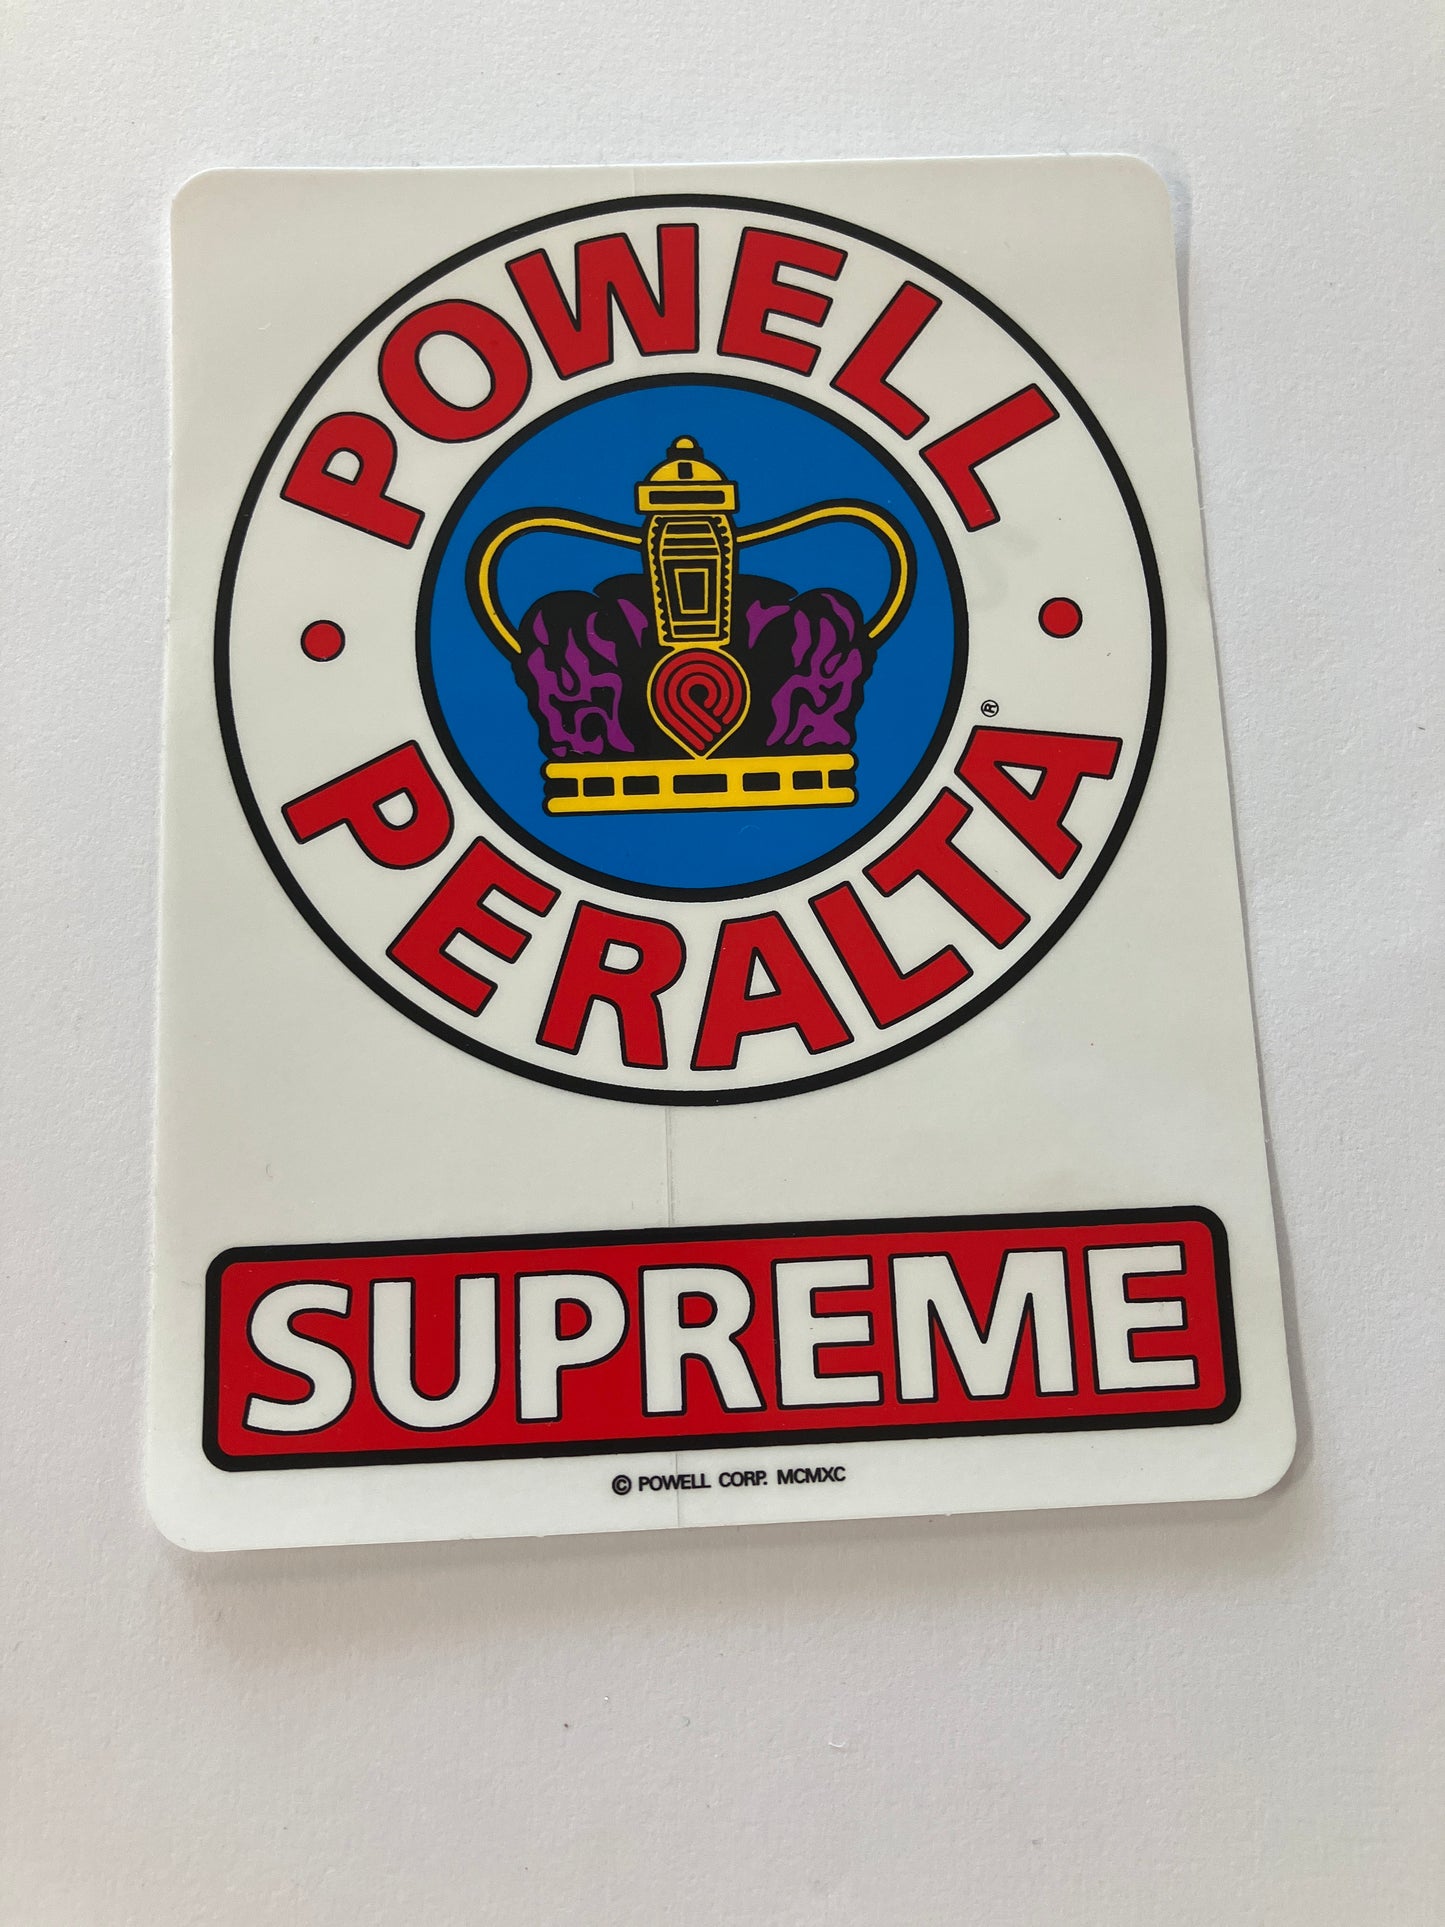 POWELL
PERALTA®
SUPREME
© POWELL CORP. MCMXC